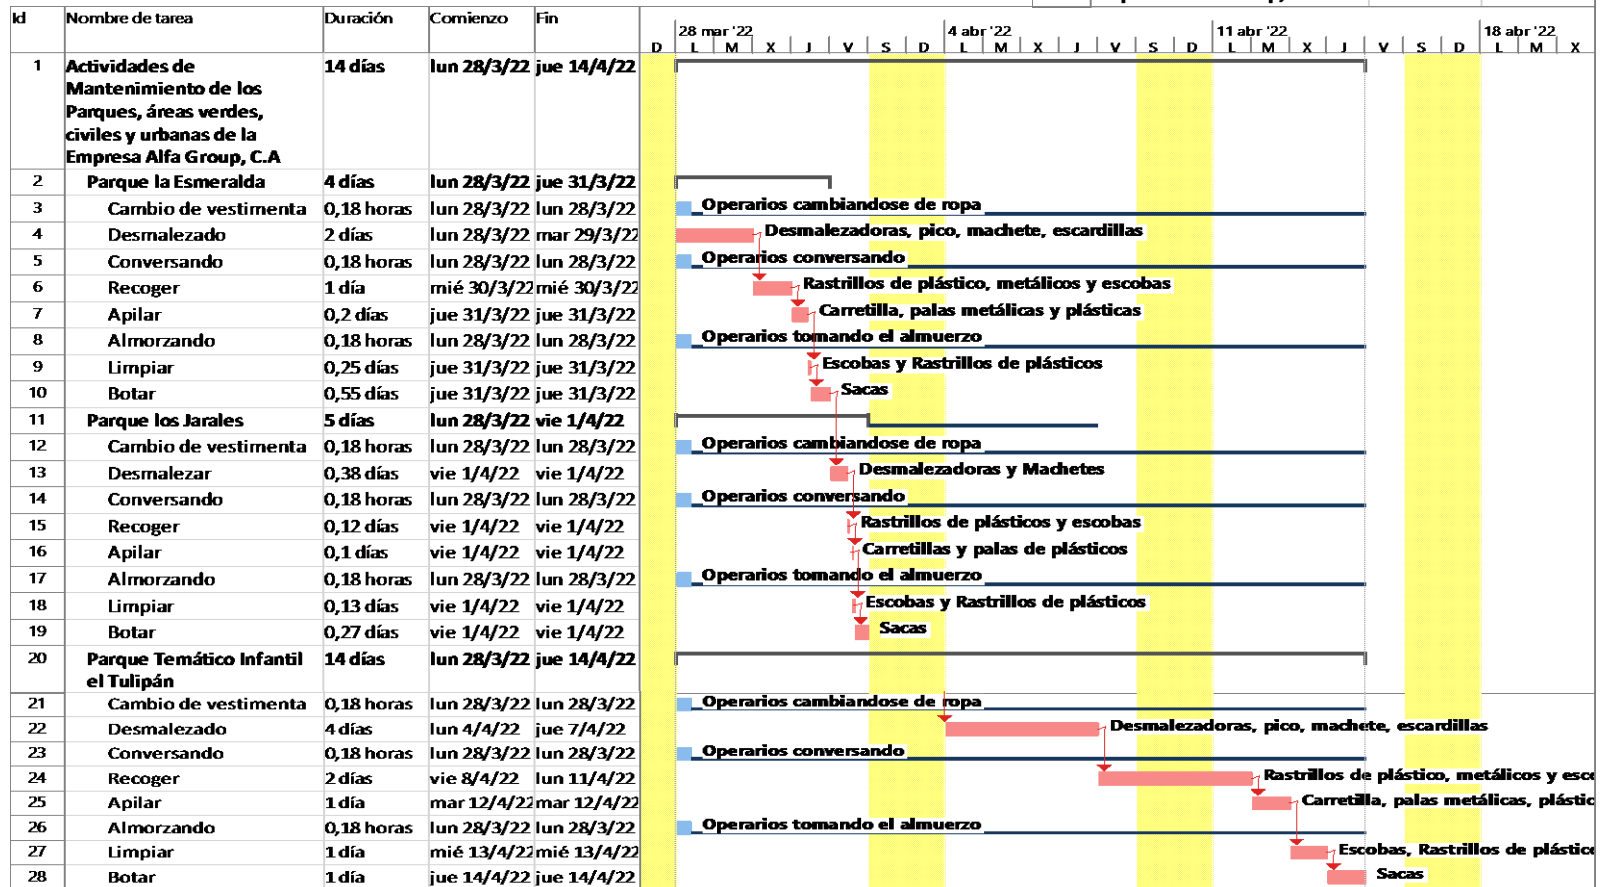 Id Nombre de tarea Duración Comienzo Fin
28 mar '22 4 abr '22 11 abr '22 18 abr '22
D L M X J V S D L M X J V S D L M X J V S D L M X
1 Actividades de 14 días lun 28/3/22 jue 14/4/22
Mantenimiento de los
Parques, áreas verdes,
civiles y urbanas de la
Empresa Alfa Group, C.A
2 Parque la Esmeralda 4 días lun 28/3/22 jue 31/3/22
3 Cambio de vestimenta 0,18 horas lun 28/3/22 lun 28/3/22 Operarios cambiandose de ropa
4 Desmalezado 2 días lun 28/3/22 mar 29/3/22 Desmalezadoras, pico, machete, escardillas
5 Conversando 0,18 horas lun 28/3/22 lun 28/3/22 Operarios conversando
6 Recoger 1 día mié 30/3/22 mié 30/3/22 Rastrillos de plástico, metálicos y escobas
7 Apilar 0,2 días jue 31/3/22 jue 31/3/22 Carretilla, palas metálicas y plásticas
8 Almorzando 0,18 horas lun 28/3/22 lun 28/3/22 Operarios tomando el almuerzo
9 Limpiar 0,25 días jue 31/3/22 jue 31/3/22 Escobas y Rastrillos de plásticos
10 Botar 0,55 días jue 31/3/22 jue 31/3/22 Sacas
11 Parque los Jarales 5 días lun 28/3/22 vie 1/4/22
12 Cambio de vestimenta 0,18 horas lun 28/3/22 lun 28/3/22 Operarios cambiandose de ropa
13 Desmalezar 0,38 días vie 1/4/22 vie 1/4/22 Desmalezadoras y Machetes
14 Conversando 0,18 horas lun 28/3/22 lun 28/3/22 Operarios conversando
15 Recoger 0,12 días vie 1/4/22 vie 1/4/22 Rastrillos de plásticos y escobas
16 Apilar 0,1 días vie 1/4/22 vie 1/4/22 Carretillas y palas de plásticos
17 Almorzando 0,18 horas lun 28/3/22 lun 28/3/22 Operarios tomando el almuerzo
18 Limpiar 0,13 días vie 1/4/22 vie 1/4/22 Escobas y Rastrillos de plásticos
19 Botar 0,27 días vie 1/4/22 vie 1/4/22 Sacas
20 Parque Temático Infantil 14 días lun 28/3/22 jue 14/4/22
el Tulipán
21 Cambio de vestimenta 0,18 horas lun 28/3/22 lun 28/3/22 Operarios cambiandose de ropa
22 Desmalezado 4 días lun 4/4/22 jue 7/4/22 Desmalezadoras, pico, machete, escardillas
23 Conversando 0,18 horas lun 28/3/22 lun 28/3/22 Operarios conversando
24 Recoger 2 días vie 8/4/22 lun 11/4/22 Rastrillos de plástico, metálicos y esco
25 Apilar 1 día mar 12/4/22 mar 12/4/22 Carretilla, palas metálicas, plástic
26 Almorzando 0,18 horas lun 28/3/22 lun 28/3/22 Operarios tomando el almuerzo
27 Limpiar 1 día mié 13/4/22 mié 13/4/22 Escobas, Rastrillos de plástico
28 Botar 1 día jue 14/4/22 jue 14/4/22 Sacas